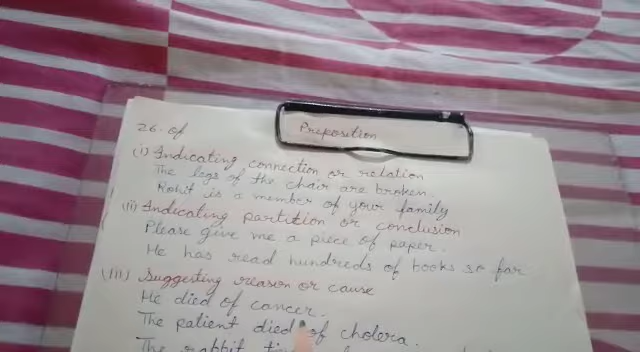 Preposition
26. of
(i) Indicating connection or relation
The legs of the chair are broken.
Rohit is a member of your family
(ii) Indicating partition or conclusion
Please give me a piece of paper.
He has read hundreds of books so far
(iii) Suggesting reason or cause
He died of cancer.
The patient died of cholera.
The rabbit